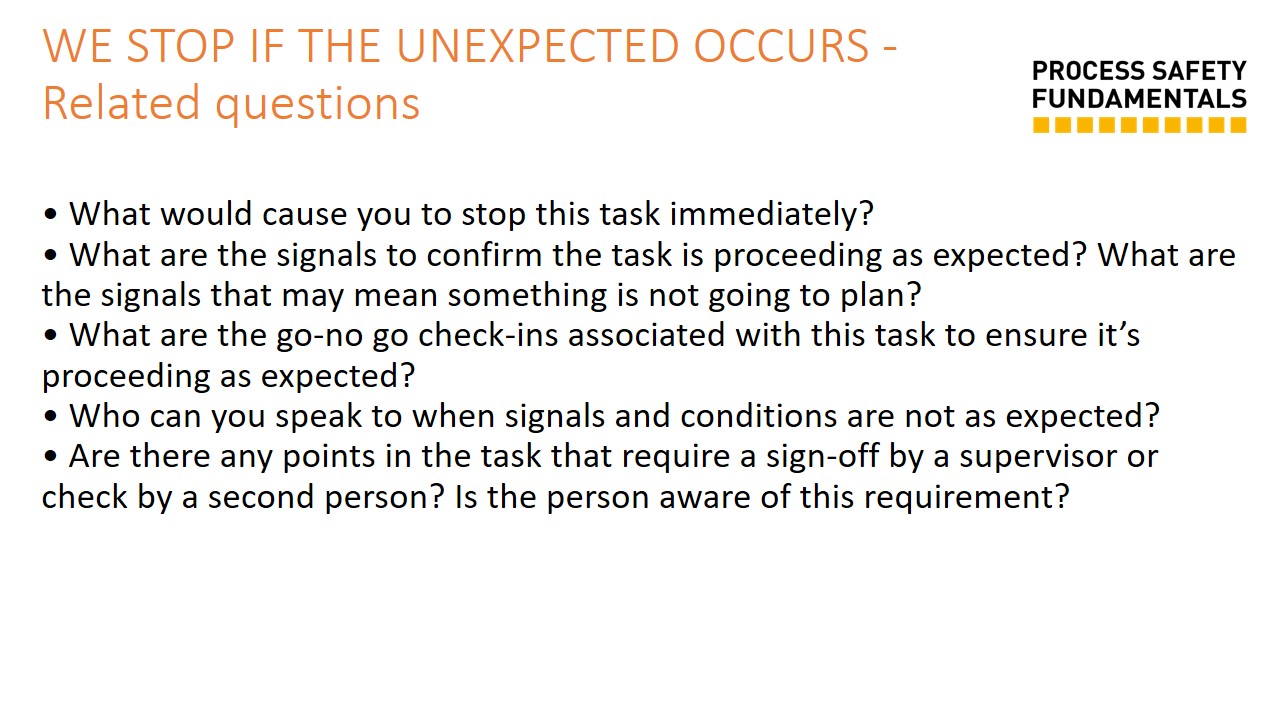 WE STOP IF THE UNEXPECTED OCCURS -
Related questions
PROCESS SAFETY
FUNDAMENTALS
• What would cause you to stop this task immediately?
• What are the signals to confirm the task is proceeding as expected? What are
the signals that may mean something is not going to plan?
• What are the go-no go check-ins associated with this task to ensure it’s
proceeding as expected?
• Who can you speak to when signals and conditions are not as expected?
• Are there any points in the task that require a sign-off by a supervisor or
check by a second person? Is the person aware of this requirement?